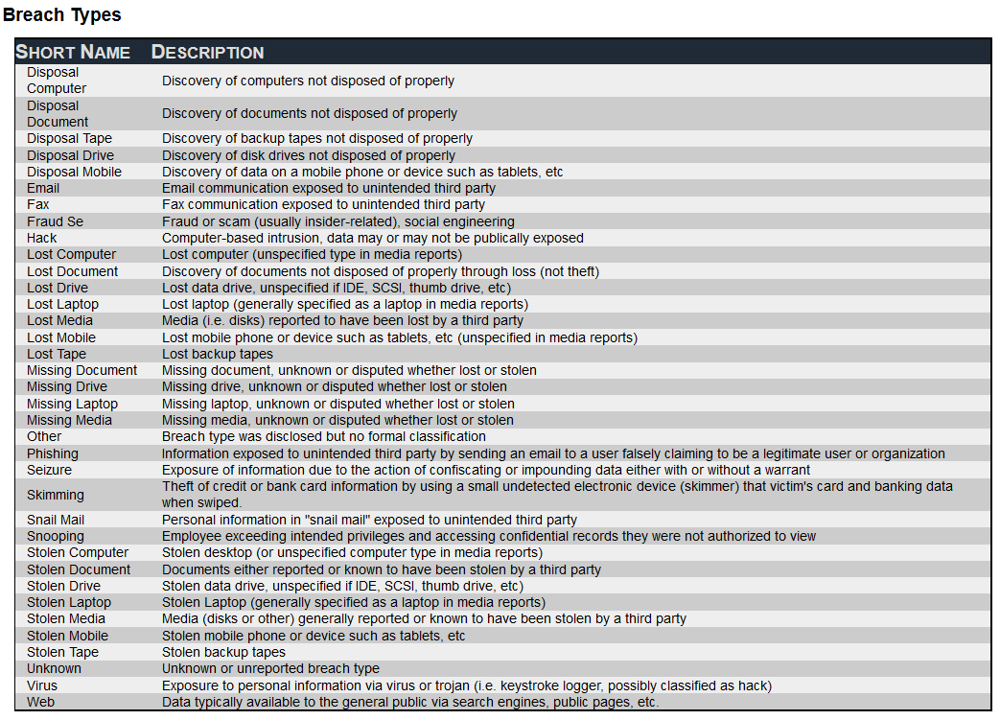 Breach Types
SHORT NAME DESCRIPTION
Disposal
Computer
Discovery of computers not disposed of properly
Disposal
Document
Discovery of documents not disposed of properly
Disposal Tape Discovery of backup tapes not disposed of properly
Disposal Drive Discovery of disk drives not disposed of properly
Disposal Mobile Discovery of data on a mobile phone or device such as tablets, etc
Email Email communication exposed to unintended third party
Fax Fax communication exposed to unintended third party
Fraud Se Fraud or scam (usually insider-related), social engineering
Hack Computer-based intrusion, data may or may not be publically exposed
Lost Computer Lost computer (unspecified type in media reports)
Lost Document Discovery of documents not disposed of properly through loss (not theft)
Lost Drive Lost data drive, unspecified if IDE, SCSI, thumb drive, etc)
Lost Laptop Lost laptop (generally specified as a laptop in media reports)
Lost Media Media (i.e. disks) reported to have been lost by a third party
Lost Mobile Lost mobile phone or device such as tablets, etc (unspecified in media reports)
Lost Tape Lost backup tapes
Missing Document Missing document, unknown or disputed whether lost or stolen
Missing Drive Missing drive, unknown or disputed whether lost or stolen
Missing Laptop Missing laptop, unknown or disputed whether lost or stolen
Missing Media Missing media, unknown or disputed whether lost or stolen
Other Breach type was disclosed but no formal classification
Phishing Information exposed to unintended third party by sending an email to a user falsely claiming to be a legitimate user or organization
Seizure Exposure of information due to the action of confiscating or impounding data either with or without a warrant
Skimming Theft of credit or bank card information by using a small undetected electronic device (skimmer) that victim's card and banking data
when swiped.
Snail Mail Personal information in "snail mail" exposed to unintended third party
Snooping Employee exceeding intended privileges and accessing confidential records they were not authorized to view
Stolen Computer Stolen desktop (or unspecified computer type in media reports)
Stolen Document Documents either reported or known to have been stolen by a third party
Stolen Drive Stolen data drive, unspecified if IDE, SCSI, thumb drive, etc)
Stolen Laptop Stolen Laptop (generally specified as a laptop in media reports)
Stolen Media Media (disks or other) generally reported or known to have been stolen by a third party
Stolen Mobile Stolen mobile phone or device such as tablets, etc
Stolen Tape Stolen backup tapes
Unknown Unknown or unreported breach type
Virus Exposure to personal information via virus or trojan (i.e. keystroke logger, possibly classified as hack)
Web Data typically available to the general public via search engines, public pages, etc.